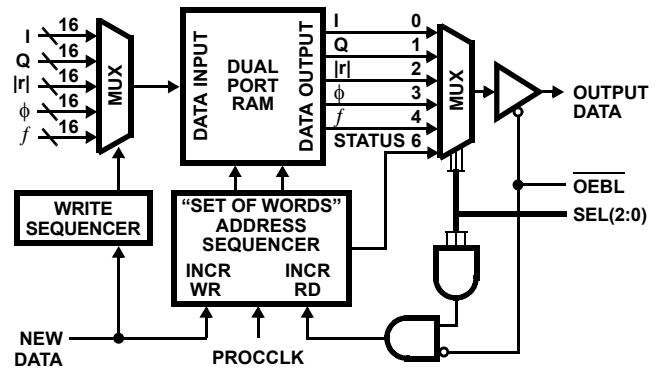 I 16
Q 16
|r| 16
ϕ 16
f 16
MUX
WRITE
SEQUENCER
NEW
DATA
DATA INPUT
DUAL
PORT
RAM
DATA OUTPUT
I 0
Q 1
|r| 2
ϕ 3
f 4
STATUS 6
"SET OF WORDS"
ADDRESS
SEQUENCER
INCR
WR
INCR
RD
PROCCLK
MUX
OUTPUT
DATA
OEBL
SEL(2:0)